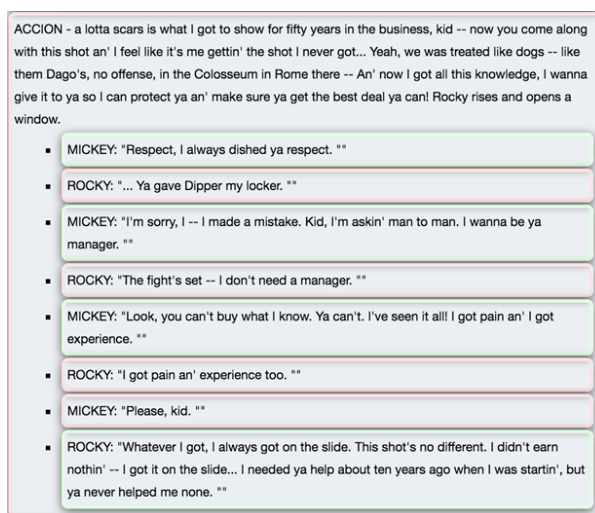 ACCION - a lotta scars is what I got to show for fifty years in the business, kid -- now you come along
with this shot an' I feel like it's me gettin' the shot I never got... Yeah, we was treated like dogs -- like
them Dago's, no offense, in the Colosseum in Rome there -- An' now I got all this knowledge, I wanna
give it to ya so I can protect ya an' make sure ya get the best deal ya can! Rocky rises and opens a
window.
MICKEY: "Respect, I always dished ya respect. ""
ROCKY: "... Ya gave Dipper my locker. ""
MICKEY: "I'm sorry, I -- I made a mistake. Kid, I'm askin' man to man. I wanna be ya
manager. ""
ROCKY: "The fight's set -- I don't need a manager. ""
MICKEY: "Look, you can't buy what I know. Ya can't. I've seen it all! I got pain an' I got
experience. ""
ROCKY: "I got pain an' experience too. ""
MICKEY: "Please, kid. ""
ROCKY: "Whatever I got, I always got on the slide. This shot's no different. I didn't earn
nothin' -- I got it on the slide... I needed ya help about ten years ago when I was startin', but
ya never helped me none. ""